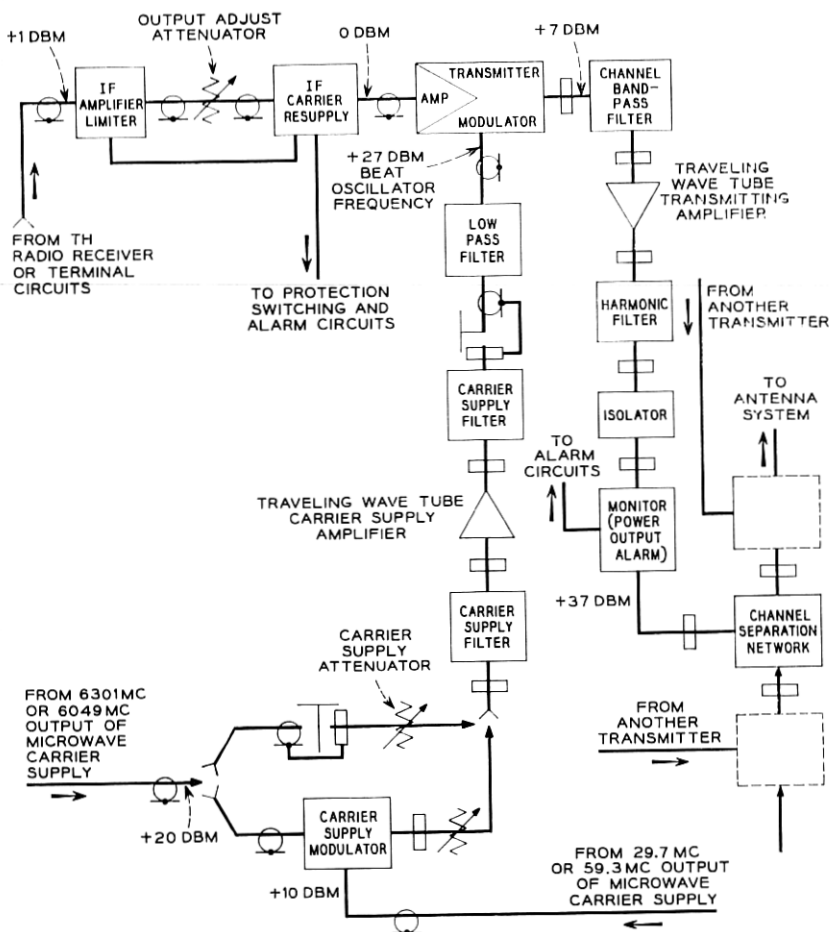 +1 DBM
OUTPUT ADJUST
ATTENUATOR
0 DBM
+7 DBM
IF
AMPLIFIER
LIMITER
IF
CARRIER
RESUPPLY
AMP
TRANSMITTER
MODULATOR
CHANNEL
BAND-
PASS
FILTER
+27 DBM
BEAT
OSCILLATOR
FREQUENCY
TRAVELING
WAVE TUBE
TRANSMITTING
AMPLIFIER
FROM TH
RADIO RECEIVER
OR TERMINAL
CIRCUITS
TO PROTECTION
SWITCHING AND
ALARM CIRCUITS
LOW
PASS
FILTER
HARMONIC
FILTER
FROM
ANOTHER
TRANSMITTER
CARRIER
SUPPLY
FILTER
ISOLATOR
TO
ANTENNA
SYSTEM
TO
ALARM
CIRCUITS
TRAVELING WAVE TUBE
CARRIER SUPPLY
AMPLIFIER
MONITOR
(POWER
OUTPUT
ALARM)
+37 DBM
CARRIER
SUPPLY
FILTER
CHANNEL
SEPARATION
NETWORK
CARRIER
SUPPLY
ATTENUATOR
FROM 6301 MC
OR 6049 MC
OUTPUT OF
MICROWAVE
CARRIER
SUPPLY
FROM
ANOTHER
TRANSMITTER
+20 DBM
CARRIER
SUPPLY
MODULATOR
+10 DBM
FROM 29.7 MC
OR 59.3 MC OUTPUT
OF MICROWAVE
CARRIER SUPPLY